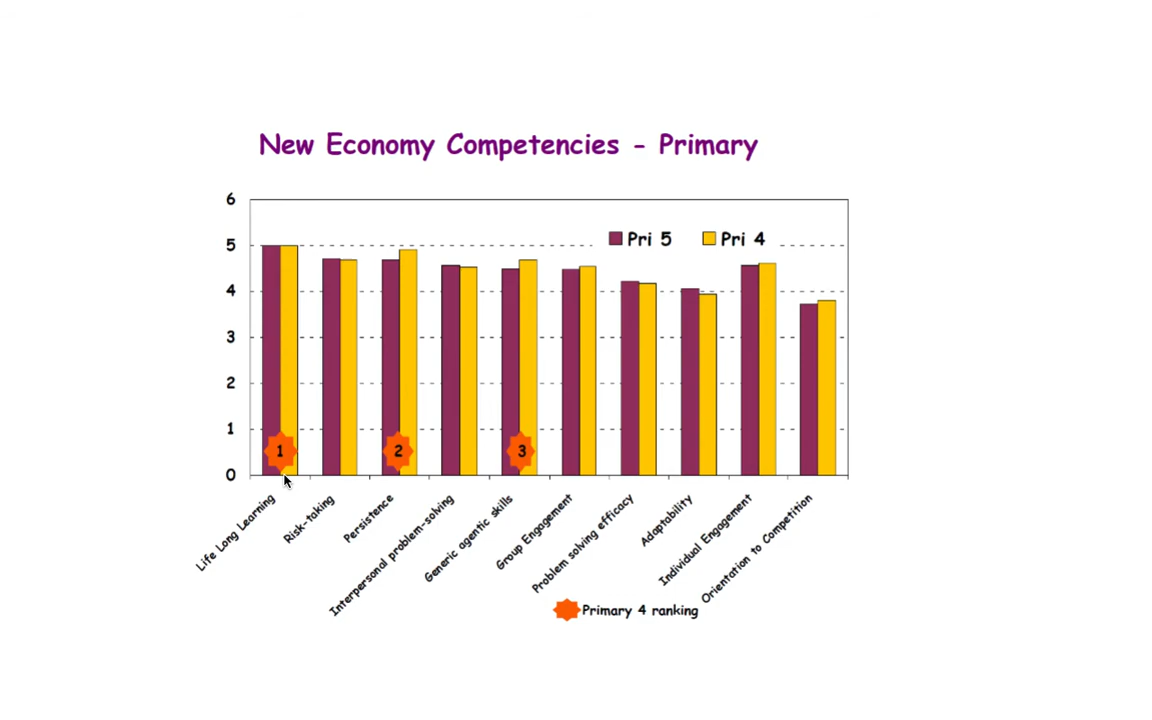 New Economy Competencies - Primary
6
5
4
3
2
1
0
Pri 5
Pri 4
1
2
3
Life Long Learning
Risk-taking
Persistence
Interpersonal problem-solving
Generic agentic skills
Group Engagement
Problem solving efficacy
Adaptability
Individual Engagement
Orientation to Competition
Primary 4 ranking